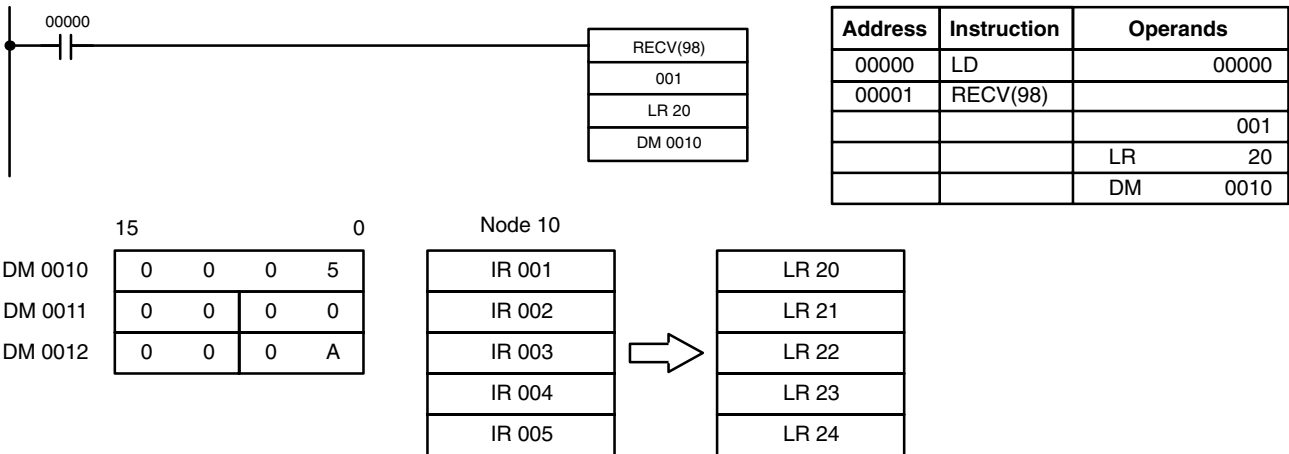 00000
RECV(98)
001
LR 20
DM 0010
Address Instruction Operands
00000 LD 00000
00001 RECV(98)
001
LR 20
DM 0010
15 0
DM 0010 0 0 0 5
DM 0011 0 0 0 0
DM 0012 0 0 0 A
Node 10
IR 001 LR 20
IR 002 LR 21
IR 003 LR 22
IR 004 LR 23
IR 005 LR 24